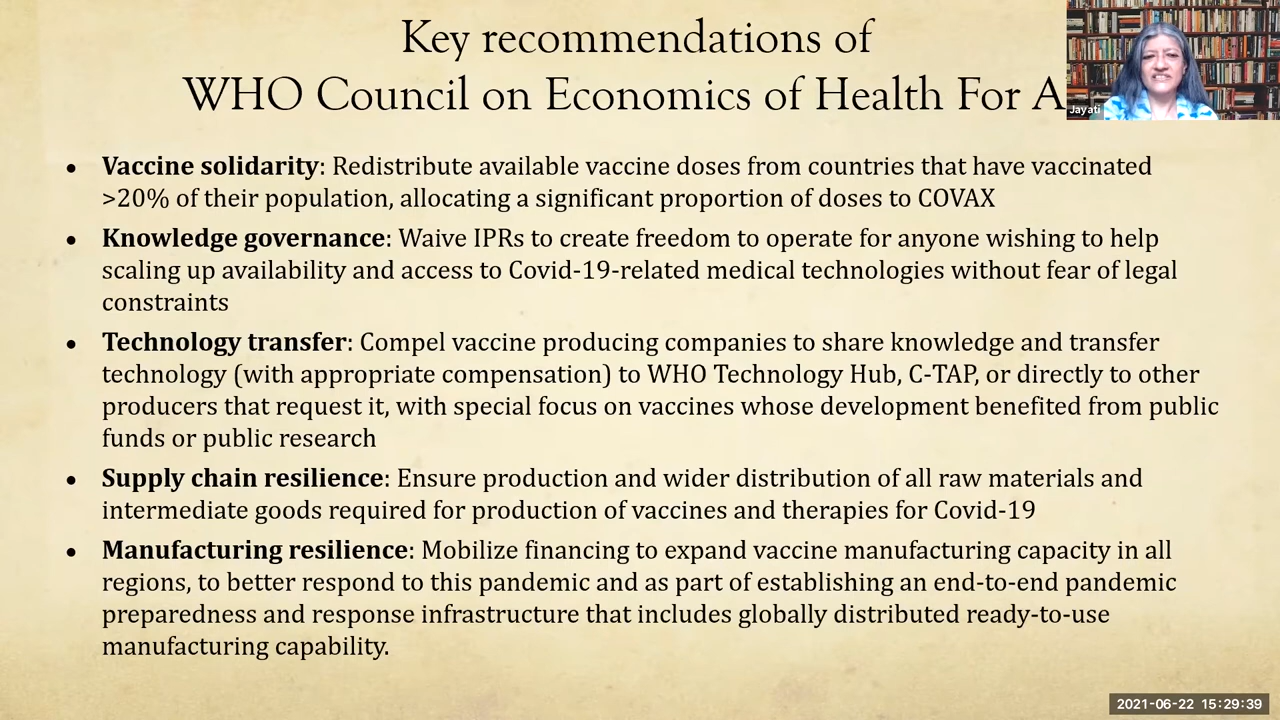 Key recommendations of
WHO Council on Economics of Health For A
Jayati
• Vaccine solidarity: Redistribute available vaccine doses from countries that have vaccinated
>20% of their population, allocating a significant proportion of doses to COVAX
• Knowledge governance: Waive IPRs to create freedom to operate for anyone wishing to help
scaling up availability and access to Covid-19-related medical technologies without fear of legal
constraints
• Technology transfer: Compel vaccine producing companies to share knowledge and transfer
technology (with appropriate compensation) to WHO Technology Hub, C-TAP, or directly to other
producers that request it, with special focus on vaccines whose development benefited from public
funds or public research
• Supply chain resilience: Ensure production and wider distribution of all raw materials and
intermediate goods required for production of vaccines and therapies for Covid-19
• Manufacturing resilience: Mobilize financing to expand vaccine manufacturing capacity in all
regions, to better respond to this pandemic and as part of establishing an end-to-end pandemic
preparedness and response infrastructure that includes globally distributed ready-to-use
manufacturing capability.
2021-06-22 15:29:39